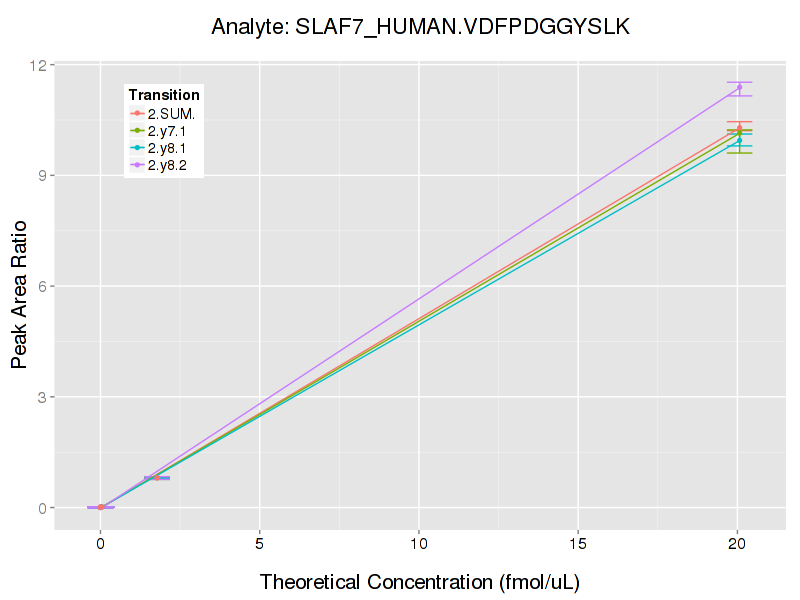 Analyte: SLAF7_HUMAN.VDFPDGGYSLK
Transition
2.SUM.
2.y7.1
2.y8.1
2.y8.2
Peak Area Ratio
12
9
6
3
0
0 5 10 15 20
Theoretical Concentration (fmol/uL)